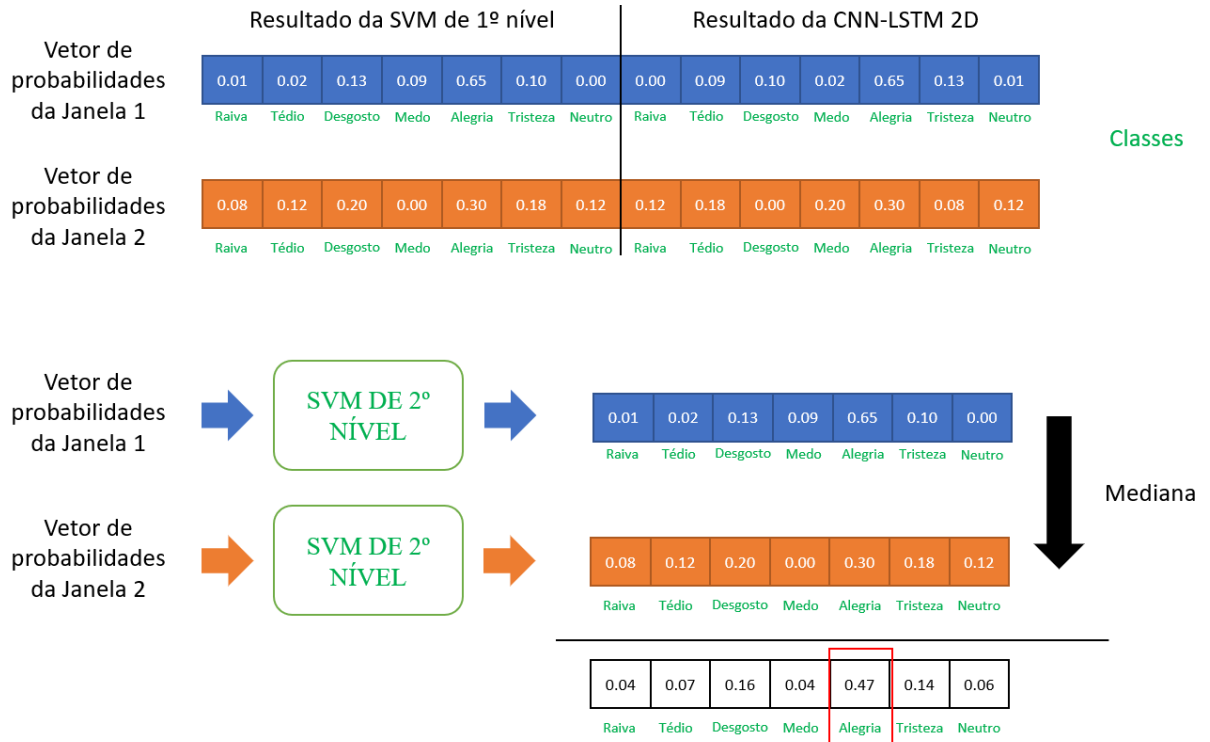 Resultado da SVM de 1º nível Resultado da CNN-LSTM 2D
Vetor de
probabilidades
da Janela 1
0.01 0.02 0.13 0.09 0.65 0.10 0.00 0.00 0.09 0.10 0.02 0.65 0.13 0.01
Raiva Tédio Desgosto Medo Alegria Tristeza Neutro Raiva Tédio Desgosto Medo Alegria Tristeza Neutro
Classes
Vetor de
probabilidades
da Janela 2
0.08 0.12 0.20 0.00 0.30 0.18 0.12 0.12 0.18 0.00 0.20 0.30 0.08 0.12
Raiva Tédio Desgosto Medo Alegria Tristeza Neutro Raiva Tédio Desgosto Medo Alegria Tristeza Neutro
Vetor de
probabilidades
da Janela 1
SVM DE 2º
NÍVEL
0.01 0.02 0.13 0.09 0.65 0.10 0.00
Raiva Tédio Desgosto Medo Alegria Tristeza Neutro
Mediana
Vetor de
probabilidades
da Janela 2
SVM DE 2º
NÍVEL
0.08 0.12 0.20 0.00 0.30 0.18 0.12
Raiva Tédio Desgosto Medo Alegria Tristeza Neutro
0.04 0.07 0.16 0.04 0.47 0.14 0.06
Raiva Tédio Desgosto Medo Alegria Tristeza Neutro